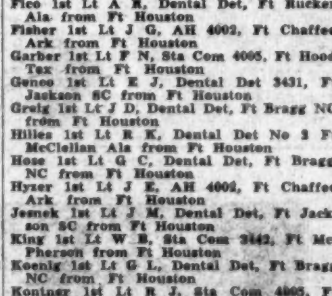 Fico 1st Lt A R, Dental Det, Ft Rucker
Ala from Ft Houston
Fisher 1st Lt J G, AH 4002, Ft Chaffee
Ark from Ft Houston
Garber 1st Lt F N, Sta Com 4005, Ft Hood
Tex from Ft Houston
1st Lt E J, Dental Det 3431, F
Jackson SC from Ft Houston
Greig 1st Lt J D, Dental Det, Ft Bragg NC
from Ft Houston
Hilles 1st Lt R K, Dental Det No 2 F
McClellan Ala from Ft Houston
Hose 1st Lt G C, Dental Det, Ft Bragg
NC from Ft Houston
Hyzer 1st Lt J E, AH 4002, Ft Chaffe
Ark from Ft Houston
Jesnek 1st Lt J M, Dental Det, Ft Jack
son SC from Ft Houston
King 1st Lt W B, Sta Com 3442, Ft Mc
Pherson from Ft Houston
Koenig 1st Lt G L, Dental Det, Ft Bragg
NC from Ft Houston
Kontner 1st Lt R J, Sta Com 4005, F